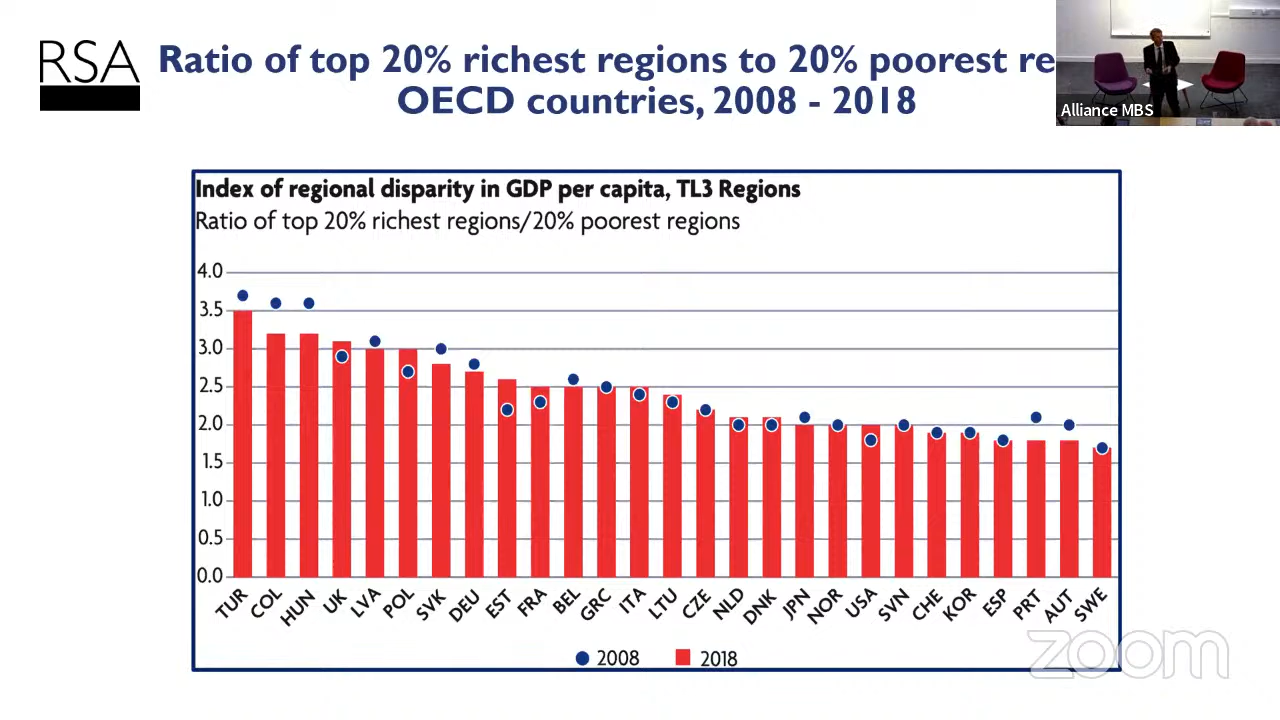 RSA
Ratio of top 20% richest regions to 20% poorest re
OECD countries, 2008 - 2018
Alliance MBS
Index of regional disparity in GDP per capita, TL3 Regions
Ratio of top 20% richest regions/20% poorest regions
4.0
3.5
3.0
2.5
2.0
1.5
1.0
0.5
0.0
TUR COL HUN UK LVA POL SVK DEU EST FRA BEL GRC ITA LTU CZE NLD DNK JPN NOR USA SVN CHE KOR ESP PRT AUT SWE
2008 2018
zoom